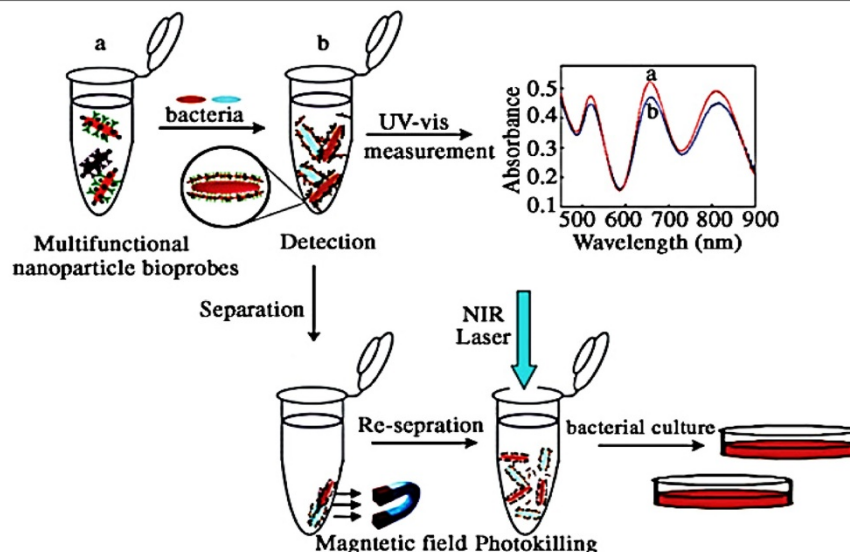 a
b
bacteria
UV-vis
measurement
Multifunctional
nanoparticle bioprobes
Detection
Absorbance
0.5
0.4
0.3
0.2
0.1
a
b
500 600 700 800 900
Wavelength (nm)
Separation
NIR
Laser
Re-sepration
bacterial culture
Magntetic field
Photokilling